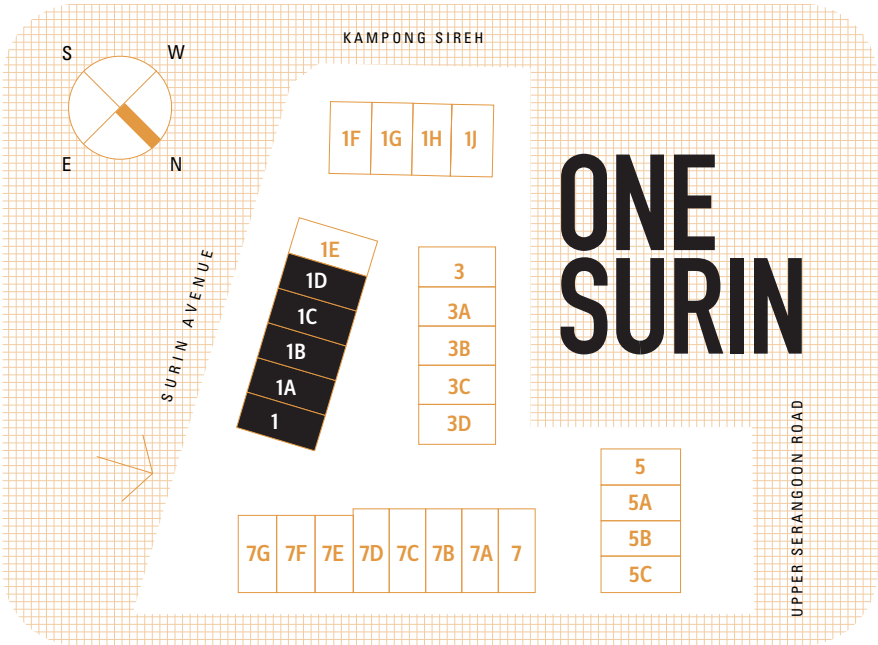 KAMPONG SIREH
S
W
E
N
ONE
SURIN
1F 1G 1H 1J
1E
1D
1C
1B
1A
1
3
3A
3B
3C
3D
SURIN AVENUE
UPPER SERANGOON ROAD
5
5A
5B
5C
7G 7F 7E 7D 7C 7B 7A 7